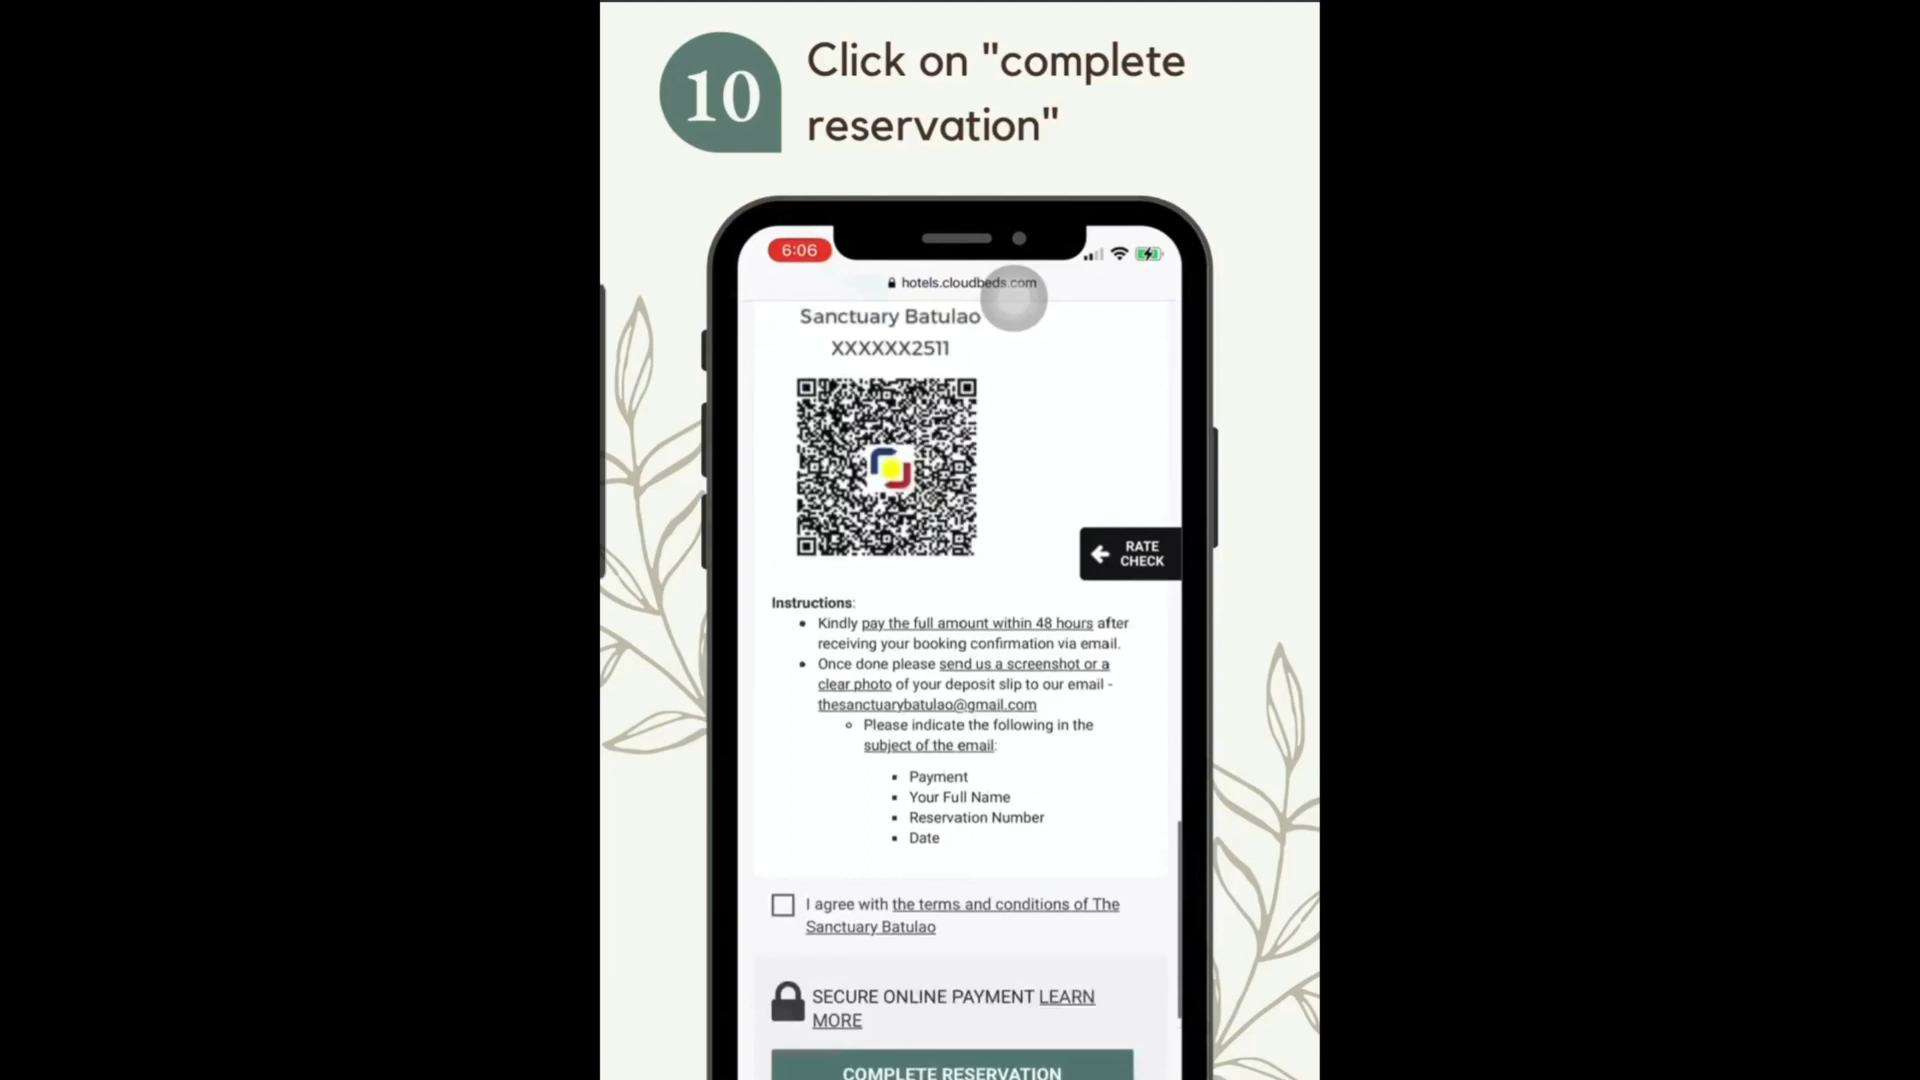 10
Click on "complete
reservation"
6:06
hotels.cloudbeds.com
Sanctuary Batulao
XXXXXX2511
RATE
CHECK
Instructions:
Kindly pay the full amount within 48 hours after
receiving your booking confirmation via email.
Once done please send us a screenshot or a
clear photo of your deposit slip to our email -
thesanctuarybatulao@gmail.com
Please indicate the following in the
subject of the email:
Payment
Your Full Name
Reservation Number
Date
I agree with the terms and conditions of The
Sanctuary Batulao
SECURE ONLINE PAYMENT LEARN
MORE
COMPLETE RESERVATION